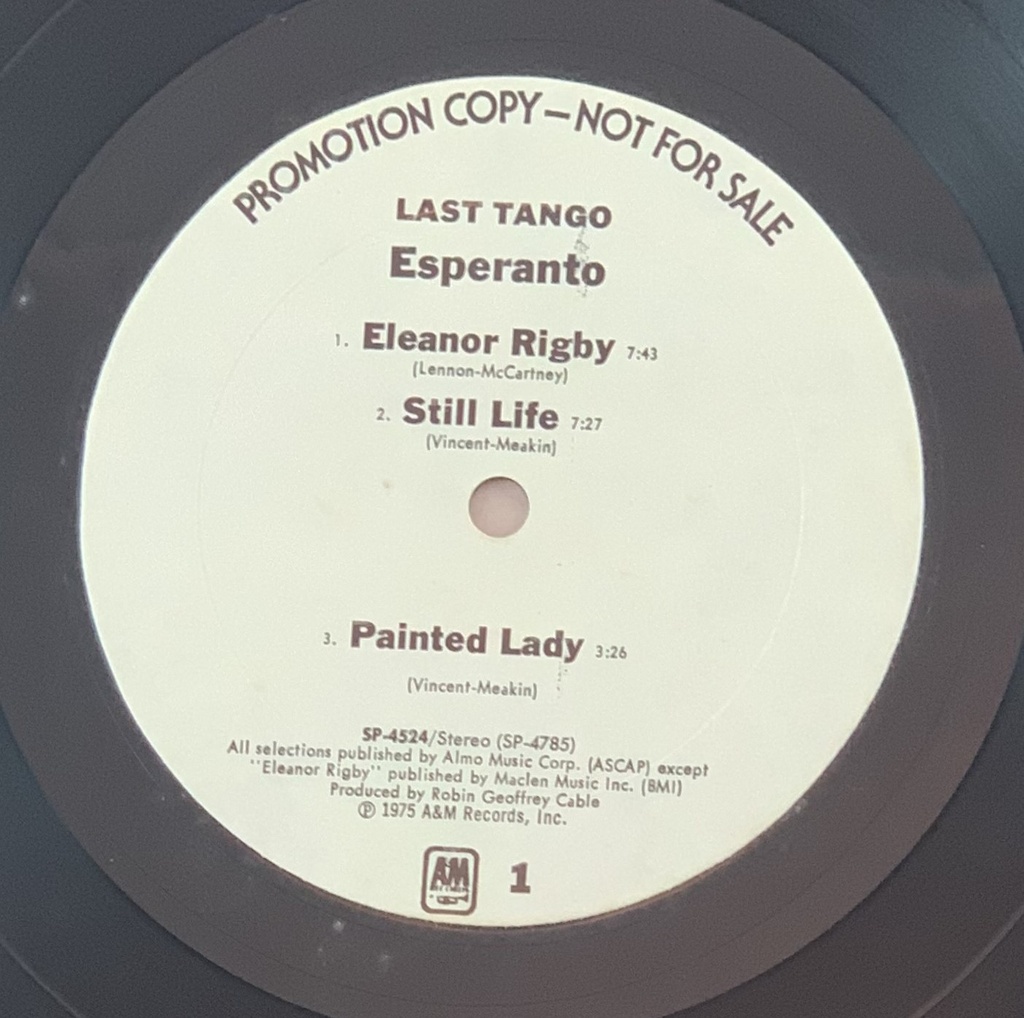 PROMOTION COPY—NOT FOR SALE
LAST TANGO
Esperanto
1. Eleanor Rigby 7:43
(Lennon-McCartney)
2. Still Life 7:27
(Vincent-Meakin)
3. Painted Lady 3:26
(Vincent-Meakin)
SP-4524/Stereo (SP-4785)
All selections published by Almo Music Corp. (ASCAP) except
"Eleanor Rigby" published by Maclen Music Inc. (BMI)
Produced by Robin Geoffrey Cable
℗ 1975 A&M Records, Inc.
AM RECORDS 1